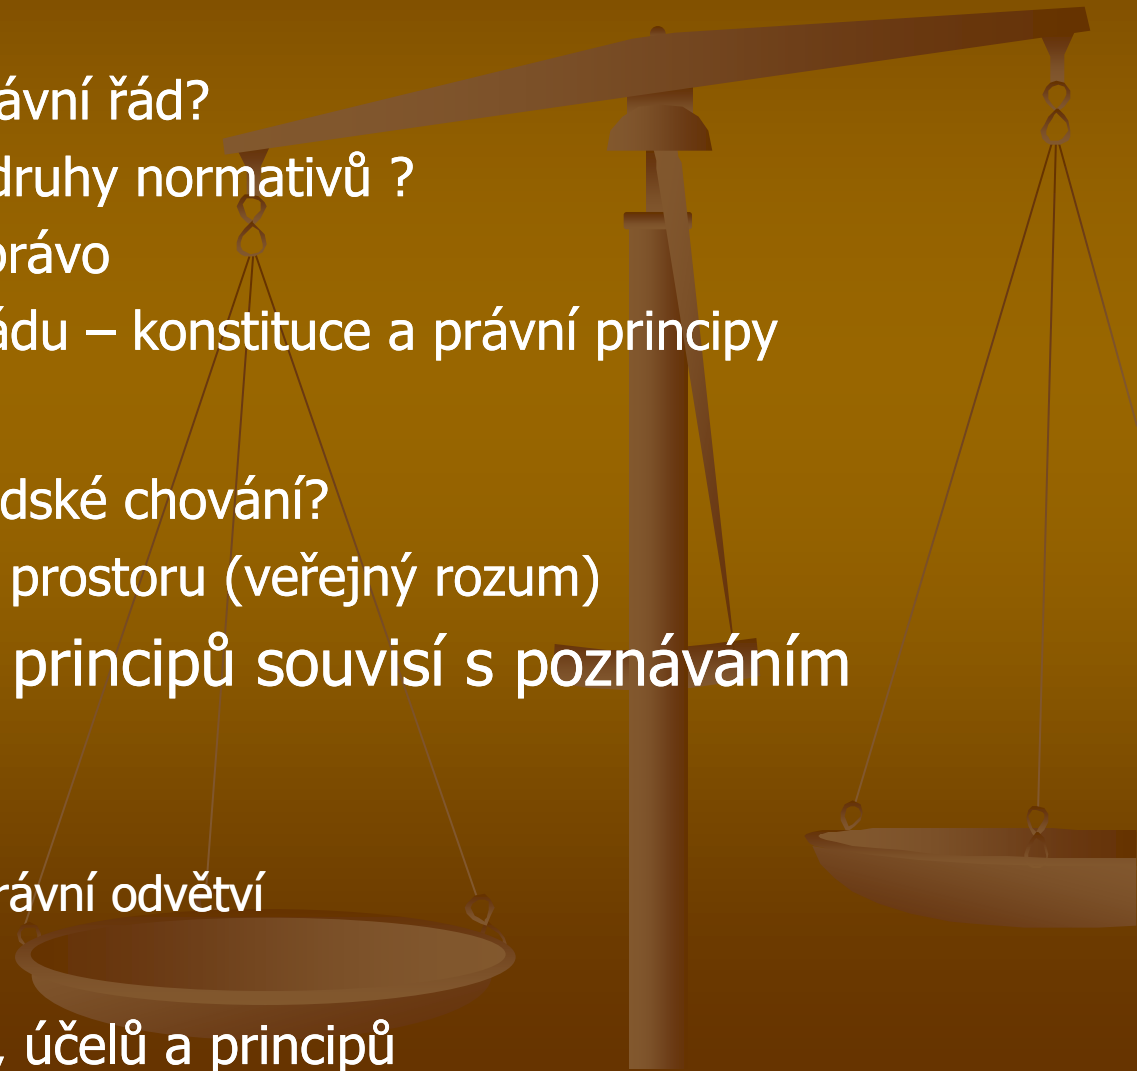 ávní řád?
druhy normativů ?
právo
ádu – konstituce a právní principy
dské chování?
prostoru (veřejný rozum)
principů souvisí s poznáváním
rávní odvětví
, účelů a principů